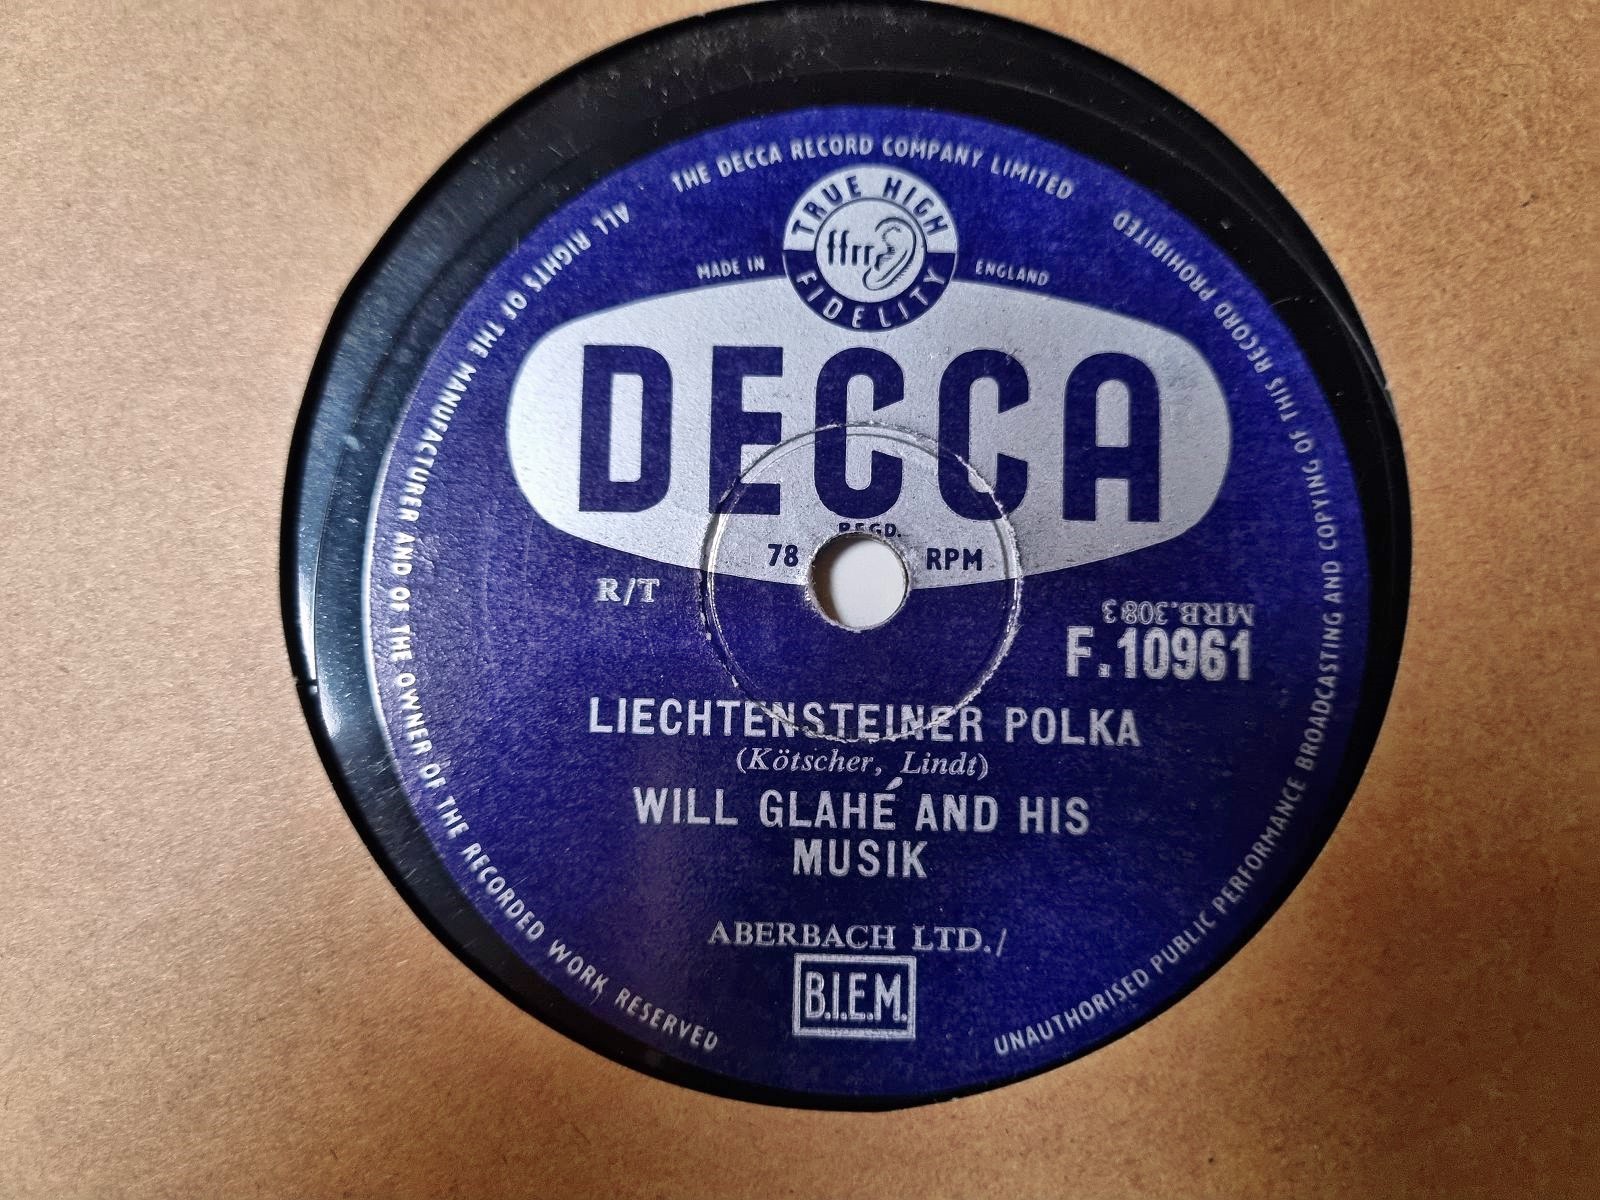 THE DECCA RECORD COMPANY LIMITED
ALL RIGHTS OF THE MANUFACTURER AND OF THE OWNER OF THE RECORDED WORK RESERVED
UNAUTHORISED PUBLIC PERFORMANCE BROADCASTING AND COPYING OF THIS RECORD PROHIBITED
TRUE HIGH
ffrr
FIDELITY
MADE IN ENGLAND
DECCA
REGD.
78 RPM
R/T
MRB.3083
F.10961
LIECHTENSTEINER POLKA
(Kötscher, Lindt)
WILL GLAHÉ AND HIS
MUSIK
ABERBACH LTD./
B.I.E.M.